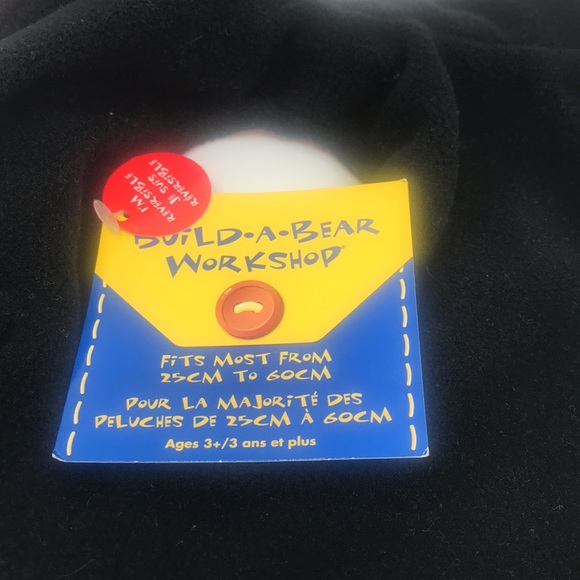 I'M
REVERSIBLE
JE SUIS
RÉVERSIBLE
BUILD•A•BEAR
WORKSHOP®
FITS MOST FROM
25CM TO 60CM
POUR LA MAJORITÉ DES
PELUCHES DE 25CM À 60CM
Ages 3+/3 ans et plus